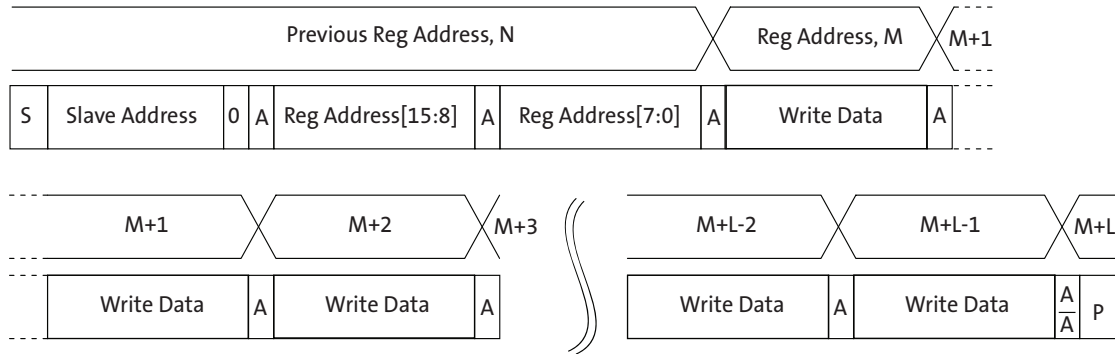 Previous Reg Address, N Reg Address, M M+1
S Slave Address 0 A Reg Address[15:8] A Reg Address[7:0] A Write Data A
M+1 M+2 M+3 M+L-2 M+L-1 M+L
Write Data A Write Data A Write Data A Write Data A/A̅ P